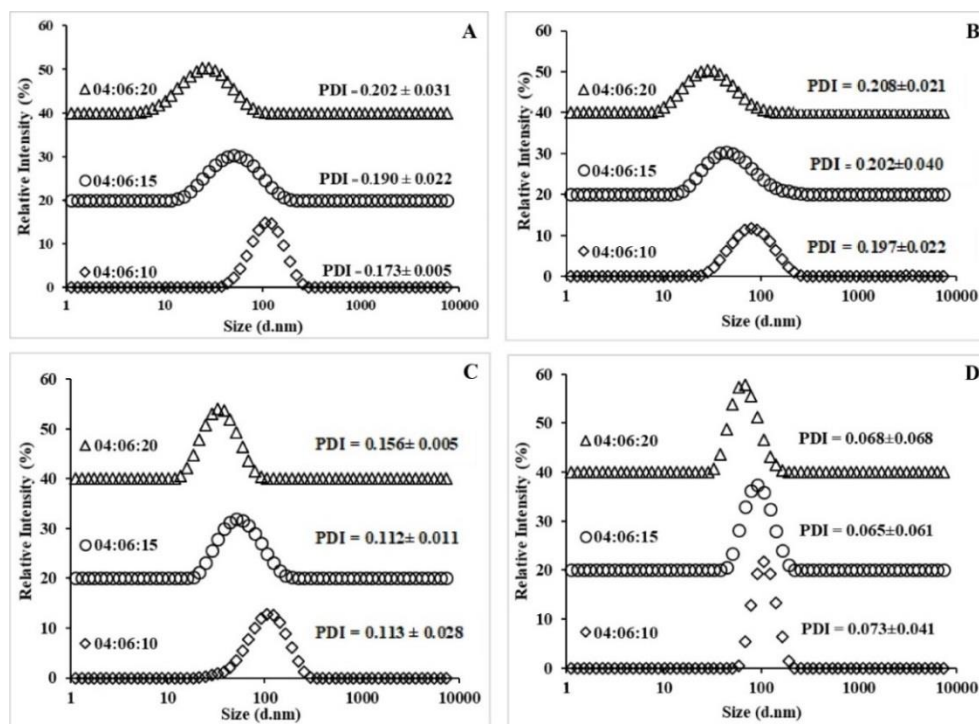 A
60
50
△ 04:06:20 PDI - 0.202 ± 0.031
40
30
○ 04:06:15 PDI - 0.190 ± 0.022
20
10
◇ 04:06:10 PDI - 0.173± 0.005
0
1 10 100 1000 10000
Size (d.nm)
Relative Intensity (%)
B
60
50
△ 04:06:20 PDI = 0.208±0.021
40
30
○ 04:06:15 PDI - 0.202±0.040
20
10
◇ 04:06:10 PDI = 0.197±0.022
0
1 10 100 1000 10000
Size (d.nm)
Relative Intensity (%)
C
60
50
△ 04:06:20 PDI = 0.156± 0.005
40
30
○ 04:06:15 PDI = 0.112± 0.011
20
10
◇ 04:06:10 PDI = 0.113 ± 0.028
0
1 10 100 1000 10000
Size (d.nm)
Relative Intensity (%)
D
60
50
△ 04:06:20 PDI = 0.068±0.068
40
30
○ 04:06:15 PDI = 0.065±0.061
20
10
◇ 04:06:10 PDI = 0.073±0.041
0
1 10 100 1000 10000
Size (d.nm)
Relative Intensity (%)